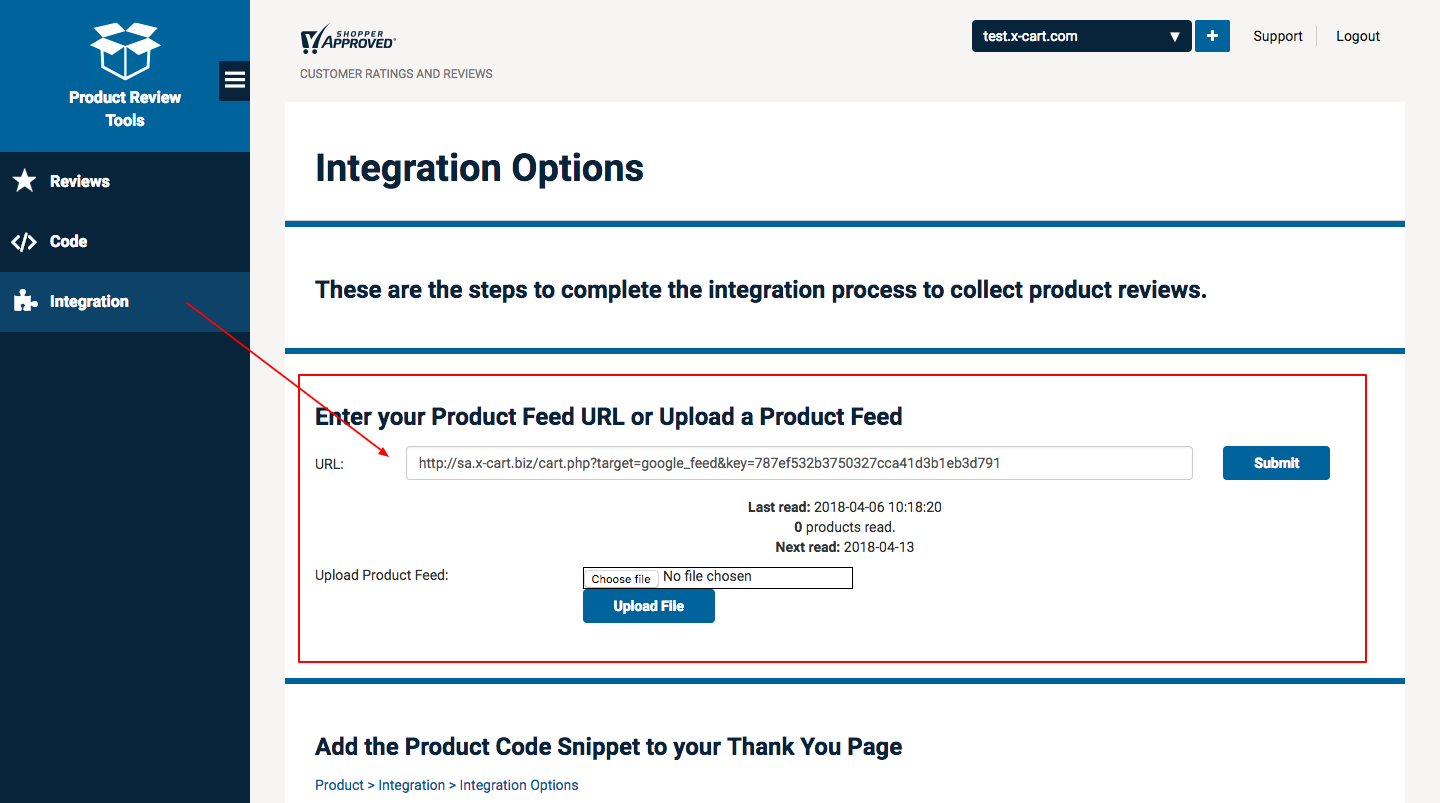 Product Review
Tools
Reviews
Code
Integration
SHOPPER
APPROVED®
CUSTOMER RATINGS AND REVIEWS
test.x-cart.com ▼
+
Support
Logout
Integration Options
These are the steps to complete the integration process to collect product reviews.
Enter your Product Feed URL or Upload a Product Feed
URL:
http://sa.x-cart.biz/cart.php?target=google_feed&key=787ef532b3750327cca41d3b1eb3d791
Submit
Last read: 2018-04-06 10:18:20
0 products read.
Next read: 2018-04-13
Upload Product Feed:
Choose file No file chosen
Upload File
Add the Product Code Snippet to your Thank You Page
Product > Integration > Integration Options